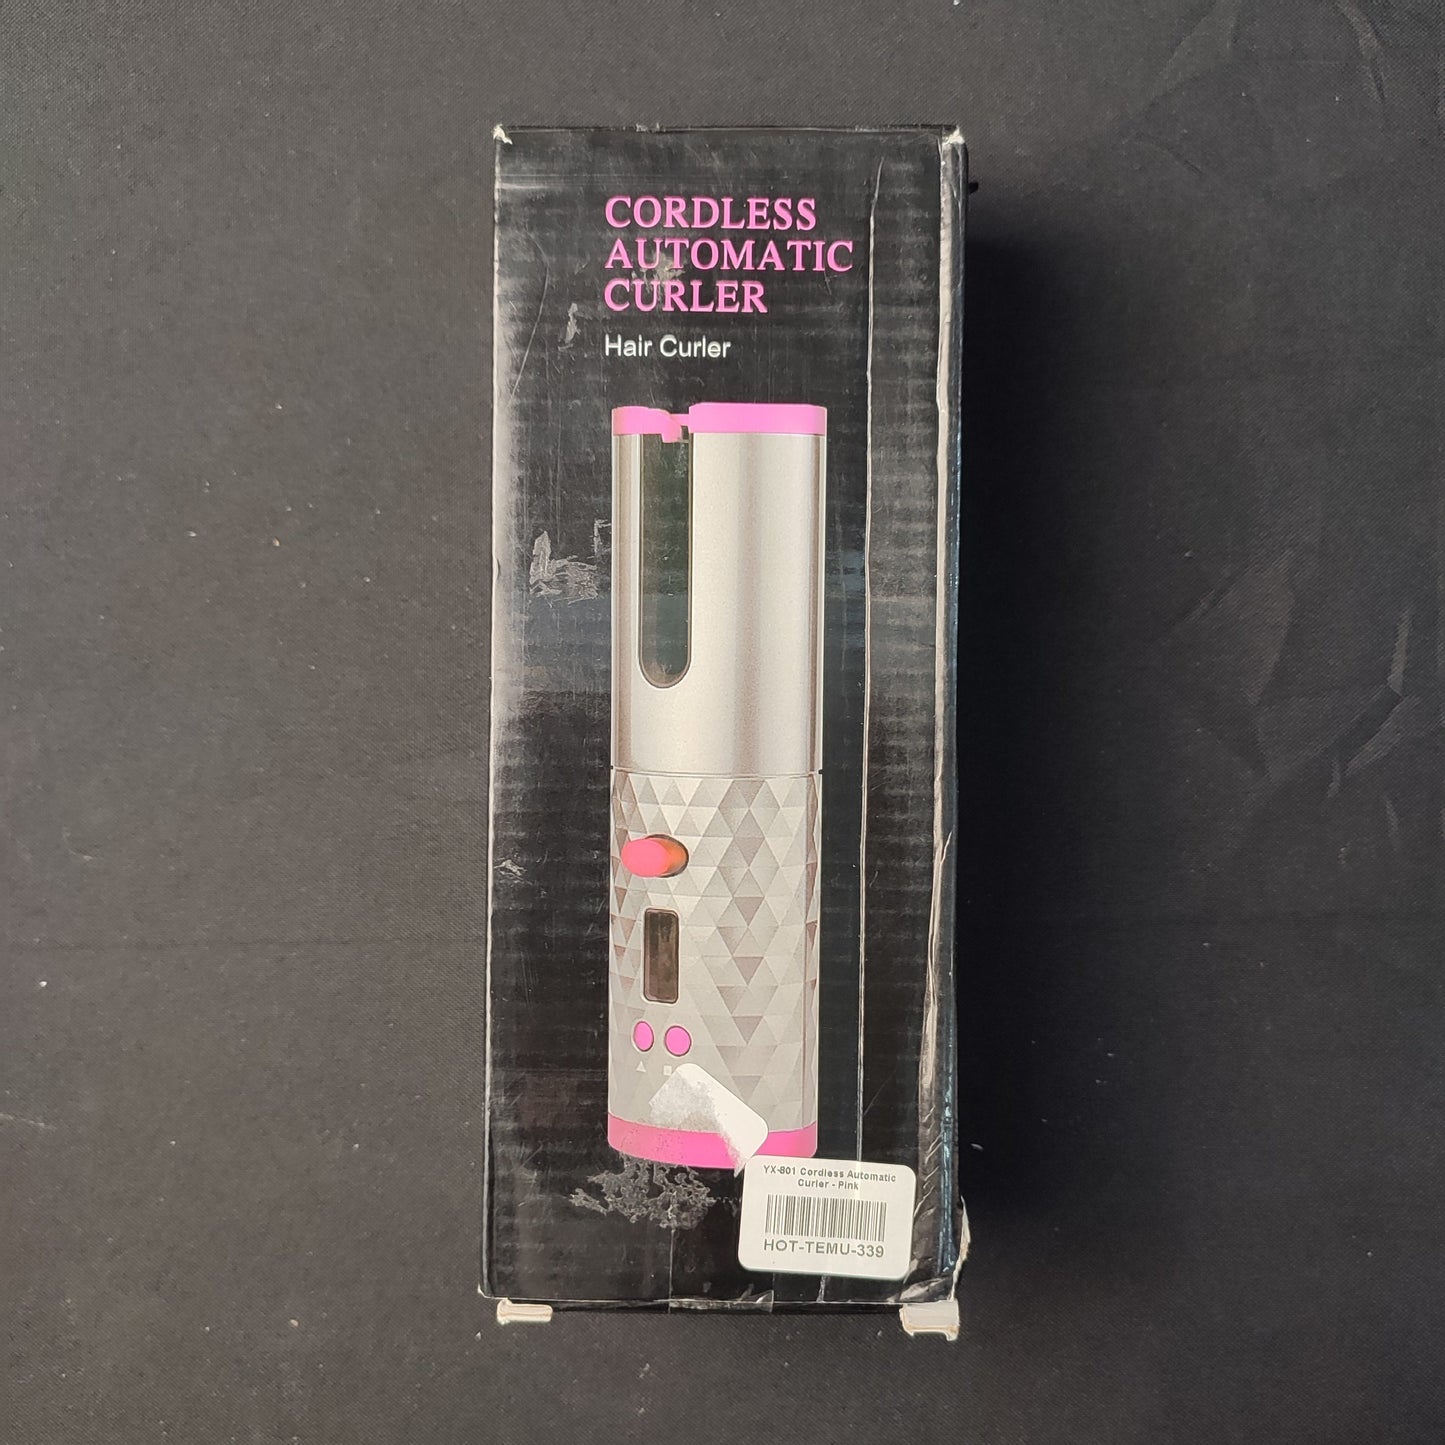 CORDLESS
AUTOMATIC
CURLER
Hair Curler
YX-801 Cordless Automatic
Curler - Pink
HOT-TEMU-339